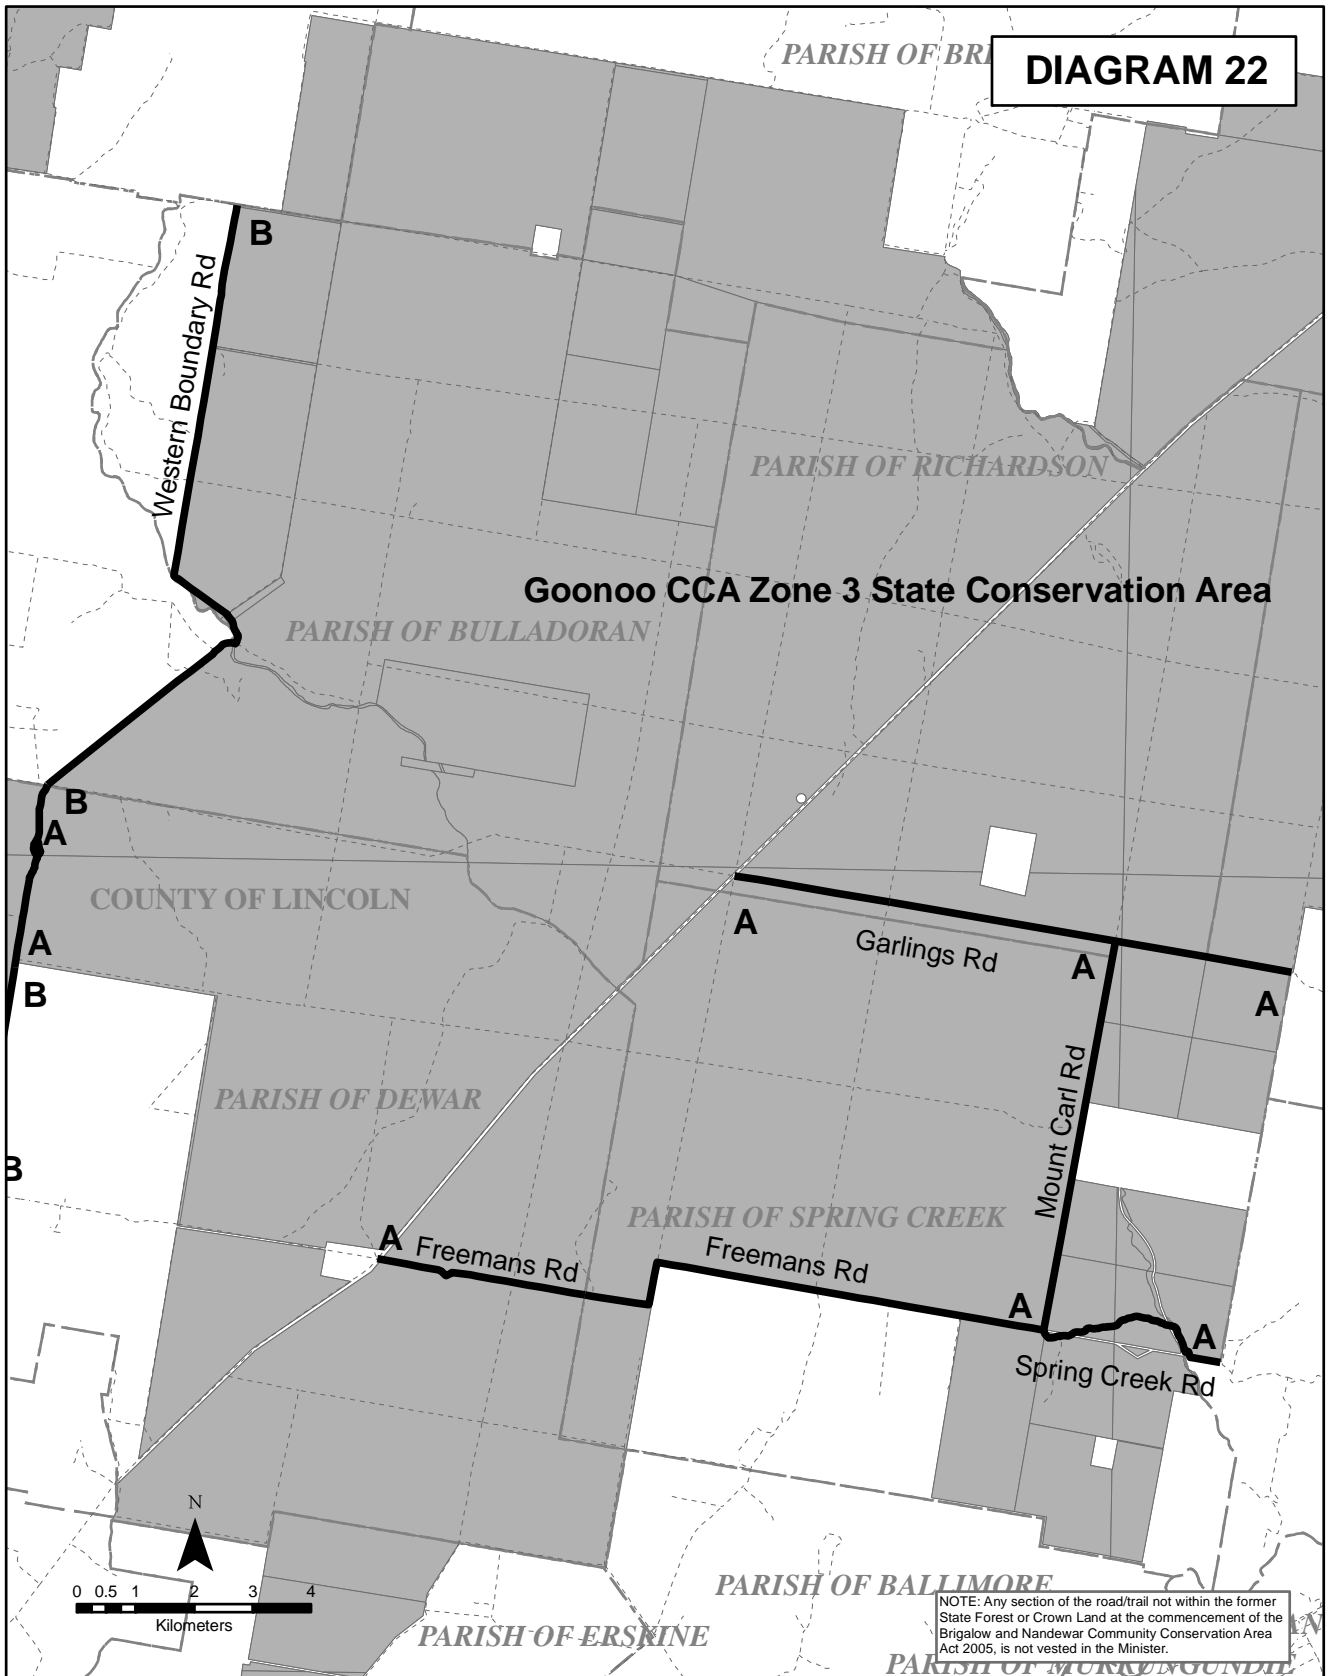 PARISH OF BRI
DIAGRAM 22
B
Western Boundary Rd
PARISH OF RICHARDSON
Goonoo CCA Zone 3 State Conservation Area
PARISH OF BULLADORAN
B
A
COUNTY OF LINCOLN
A
Garlings Rd
A
A
A
B
Mount Carl Rd
PARISH OF DEWAR
B
PARISH OF SPRING CREEK
A
Freemans Rd
Freemans Rd
A
A
Spring Creek Rd
N
0 0.5 1 2 3 4
Kilometers
PARISH OF BALLIMORE
NOTE: Any section of the road/trail not within the former
State Forest or Crown Land at the commencement of the
Brigalow and Nandewar Community Conservation Area
Act 2005, is not vested in the Minister.
AN
PARISH OF ERSKINE
PARISH OF MURRUNGUNDIE